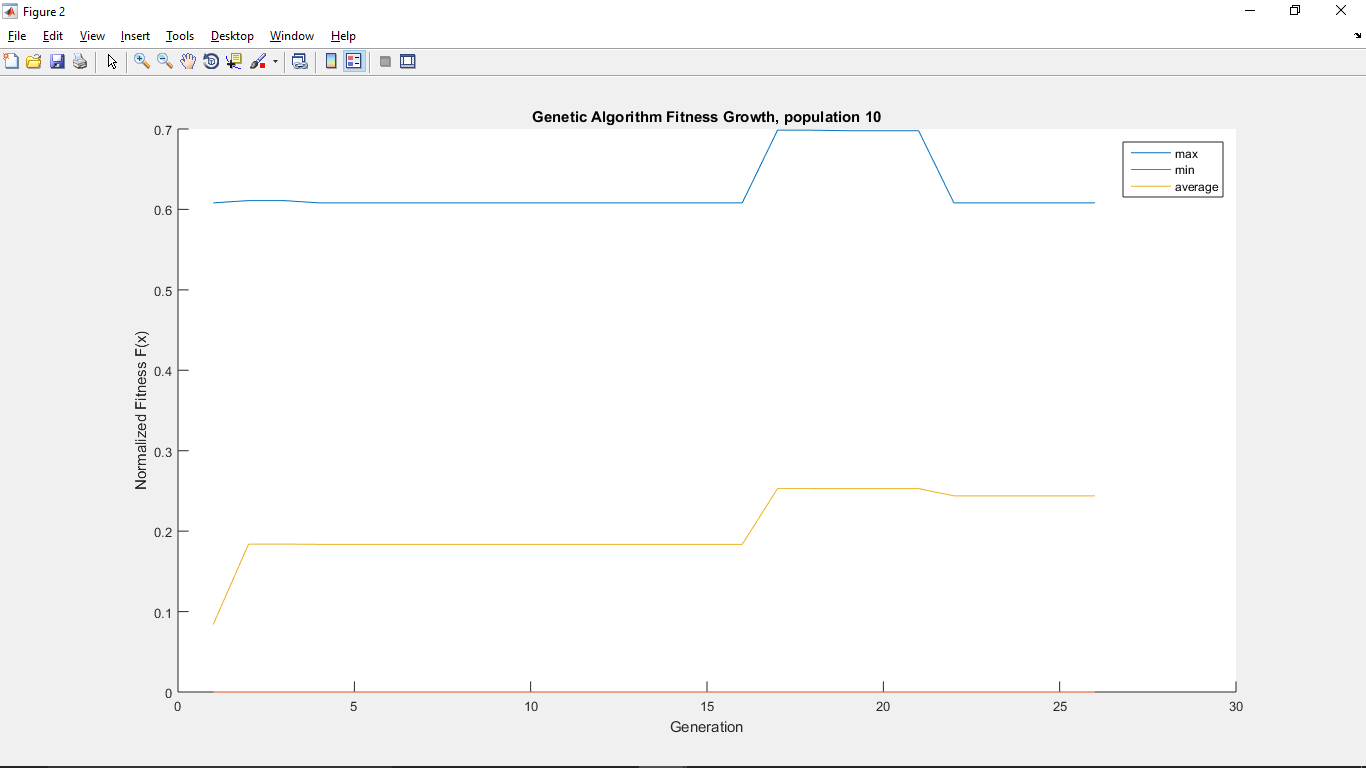 Figure 2
File Edit View Insert Tools Desktop Window Help
Genetic Algorithm Fitness Growth, population 10
0.7
0.6
0.5
0.4
0.3
0.2
0.1
0
Normalized Fitness F(x)
max
min
average
0 5 10 15 20 25 30
Generation